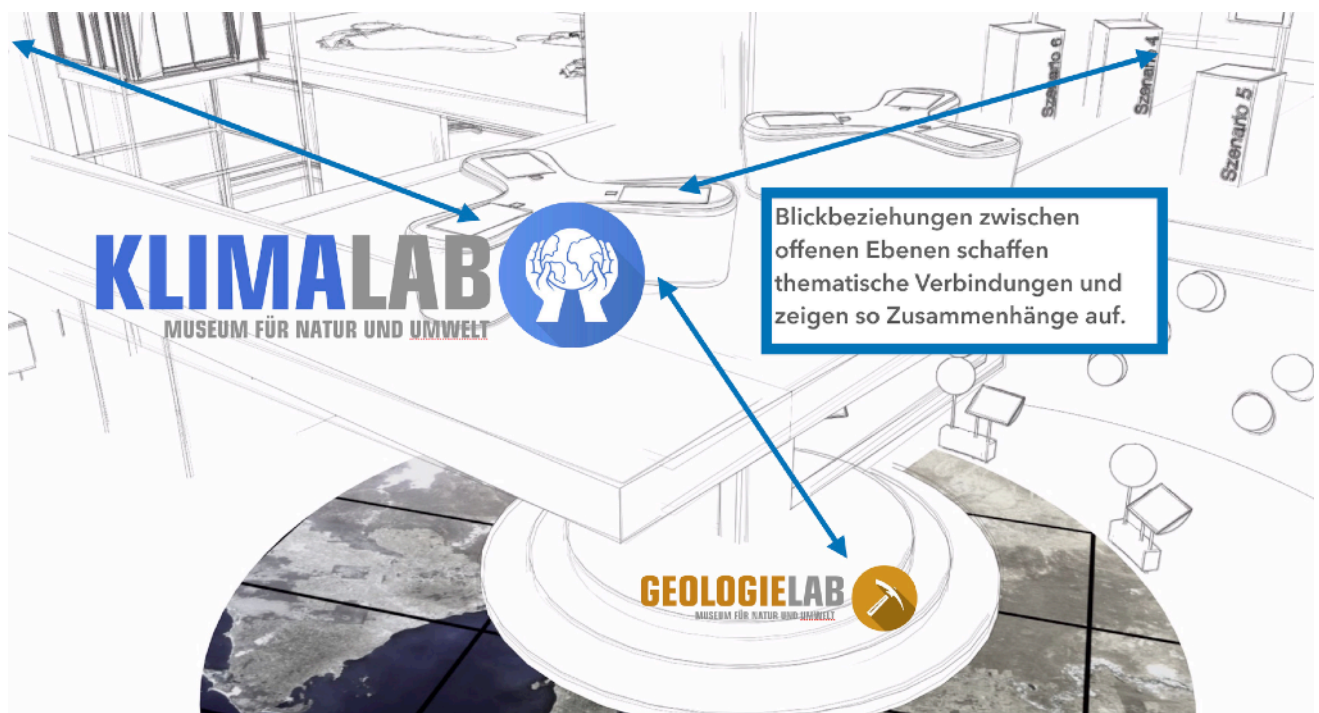 Szenario 6
Szenario 4
Szenario 5
Blickbeziehungen zwischen
offenen Ebenen schaffen
thematische Verbindungen und
zeigen so Zusammenhänge auf.
KLIMALAB
MUSEUM FÜR NATUR UND UMWELT
GEOLOGIELAB
MUSEUM FÜR NATUR UND UMWELT